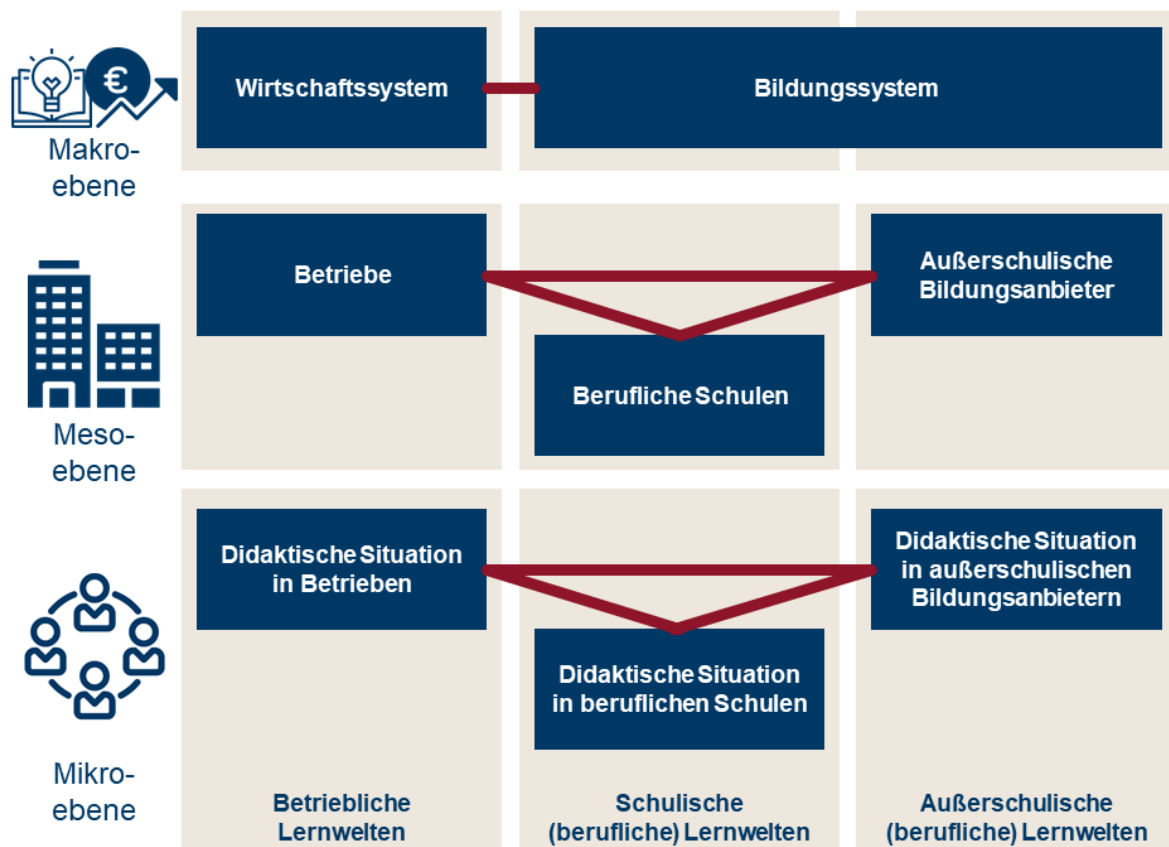 €
Wirtschaftssystem
Bildungssystem
Makro-
ebene
Betriebe
Außerschulische
Bildungsanbieter
Berufliche Schulen
Meso-
ebene
Didaktische Situation
in Betrieben
Didaktische Situation
in außerschulischen
Bildungsanbietern
Didaktische Situation
in beruflichen Schulen
Mikro-
ebene
Betriebliche
Lernwelten
Schulische
(berufliche) Lernwelten
Außerschulische
(berufliche) Lernwelten